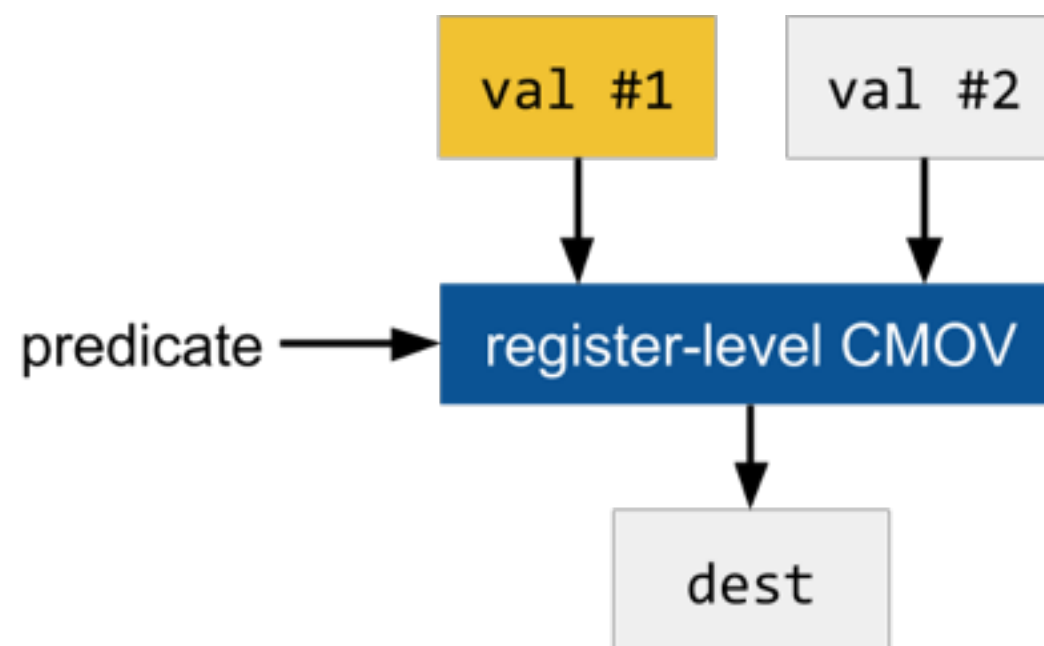 val #1
val #2
predicate
register-level CMOV
dest